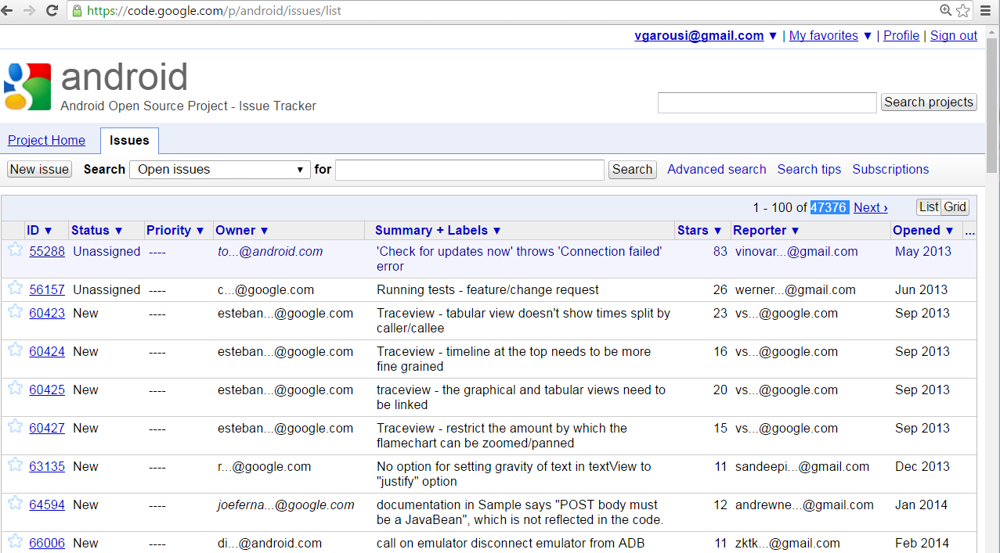 https://code.google.com/p/android/issues/list
vgarousi@gmail.com ▼ | My favorites ▼ | Profile | Sign out
android
Android Open Source Project - Issue Tracker
Search projects
Project Home Issues
New issue Search Open issues ▼ for Search Advanced search Search tips Subscriptions
1 - 100 of 47376 Next › List Grid
ID ▼ Status ▼ Priority ▼ Owner ▼ Summary + Labels ▼ Stars ▼ Reporter ▼ Opened ▼ ...
55288 Unassigned ---- to...@android.com 'Check for updates now' throws 'Connection failed' 83 vinovar...@gmail.com May 2013
error
56157 Unassigned ---- c...@google.com Running tests - feature/change request 26 werner...@gmail.com Jun 2013
60423 New ---- esteban...@google.com Traceview - tabular view doesn't show times split by 23 vs...@google.com Sep 2013
caller/callee
60424 New ---- esteban...@google.com Traceview - timeline at the top needs to be more 16 vs...@google.com Sep 2013
fine grained
60425 New ---- esteban...@google.com traceview - the graphical and tabular views need to 20 vs...@google.com Sep 2013
be linked
60427 New ---- esteban...@google.com Traceview - restrict the amount by which the 15 vs...@google.com Sep 2013
flamechart can be zoomed/panned
63135 New ---- r...@google.com No option for setting gravity of text in textView to 11 sandeepi...@gmail.com Dec 2013
"justify" option
64594 New ---- joeferna...@google.com documentation in Sample says "POST body must 12 andrewne...@gmail.com Jan 2014
be a JavaBean", which is not reflected in the code.
66006 New ---- di...@android.com call on emulator disconnect emulator from ADB 11 zktk...@gmail.com Feb 2014